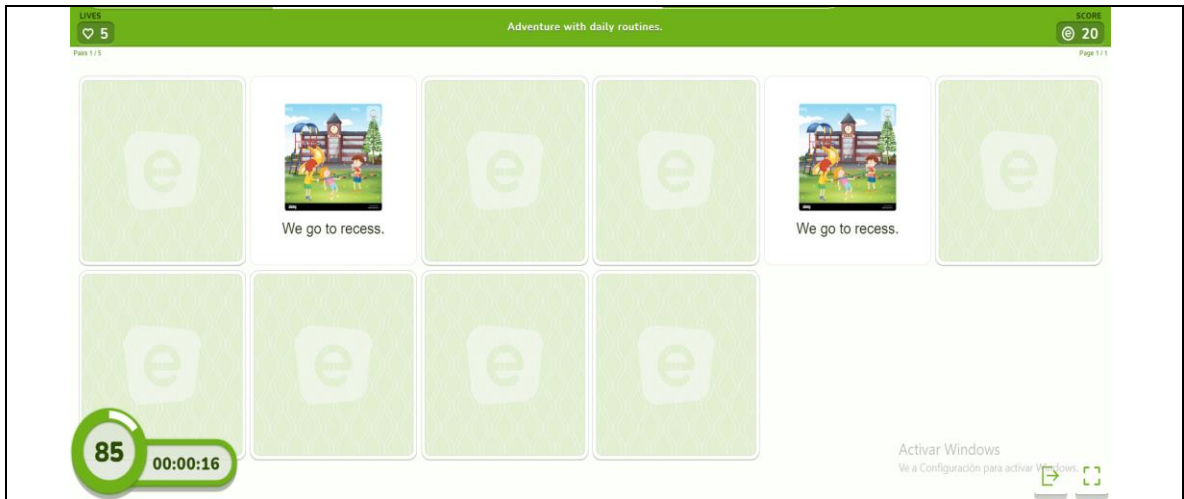 LIVES
5
Adventure with daily routines.
SCORE
20
Pairs 1 / 5
Page 1 / 1
We go to recess.
We go to recess.
85
00:00:16
Activar Windows
Ve a Configuración para activar Windows.